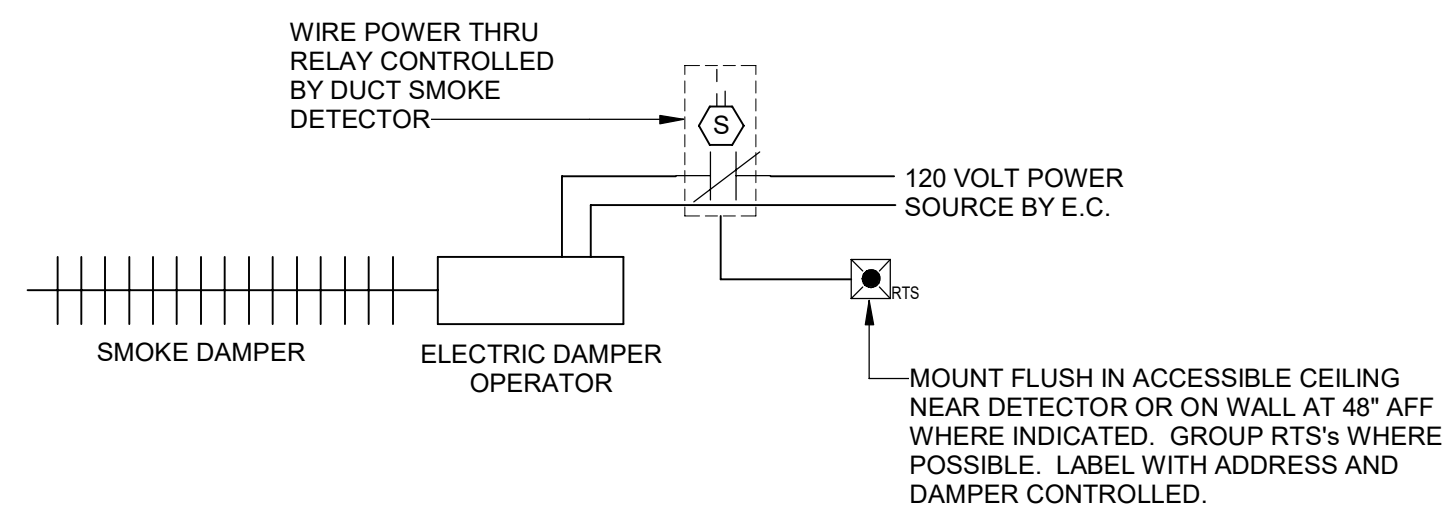 WIRE POWER THRU
RELAY CONTROLLED
BY DUCT SMOKE
DETECTOR
S
120 VOLT POWER
SOURCE BY E.C.
RTS
SMOKE DAMPER
ELECTRIC DAMPER
OPERATOR
MOUNT FLUSH IN ACCESSIBLE CEILING
NEAR DETECTOR OR ON WALL AT 48" AFF
WHERE INDICATED. GROUP RTS's WHERE
POSSIBLE. LABEL WITH ADDRESS AND
DAMPER CONTROLLED.